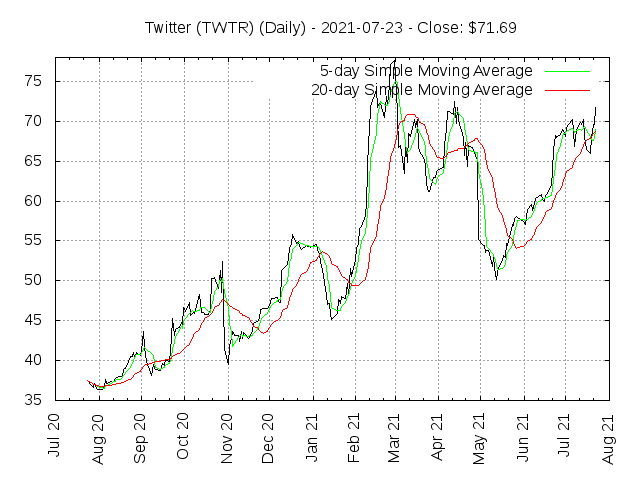 Twitter (TWTR) (Daily) - 2021-07-23 - Close: $71.69
5-day Simple Moving Average
20-day Simple Moving Average
75
70
65
60
55
50
45
40
35
Jul 20
Aug 20
Sep 20
Oct 20
Nov 20
Dec 20
Jan 21
Feb 21
Mar 21
Apr 21
May 21
Jun 21
Jul 21
Aug 21